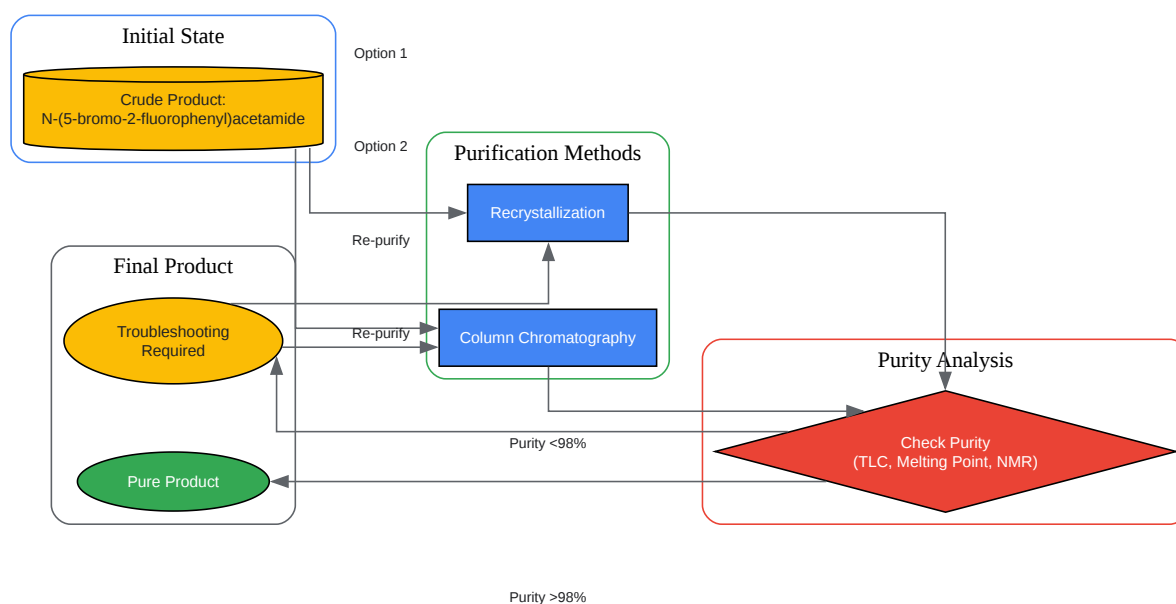 Initial State
Crude Product:
N-(5-bromo-2-fluorophenyl)acetamide
Option 1
Option 2
Purification Methods
Recrystallization
Re-purify
Final Product
Troubleshooting
Required
Re-purify
Column Chromatography
Purity Analysis
Check Purity
(TLC, Melting Point, NMR)
Purity <98%
Pure Product
Purity >98%